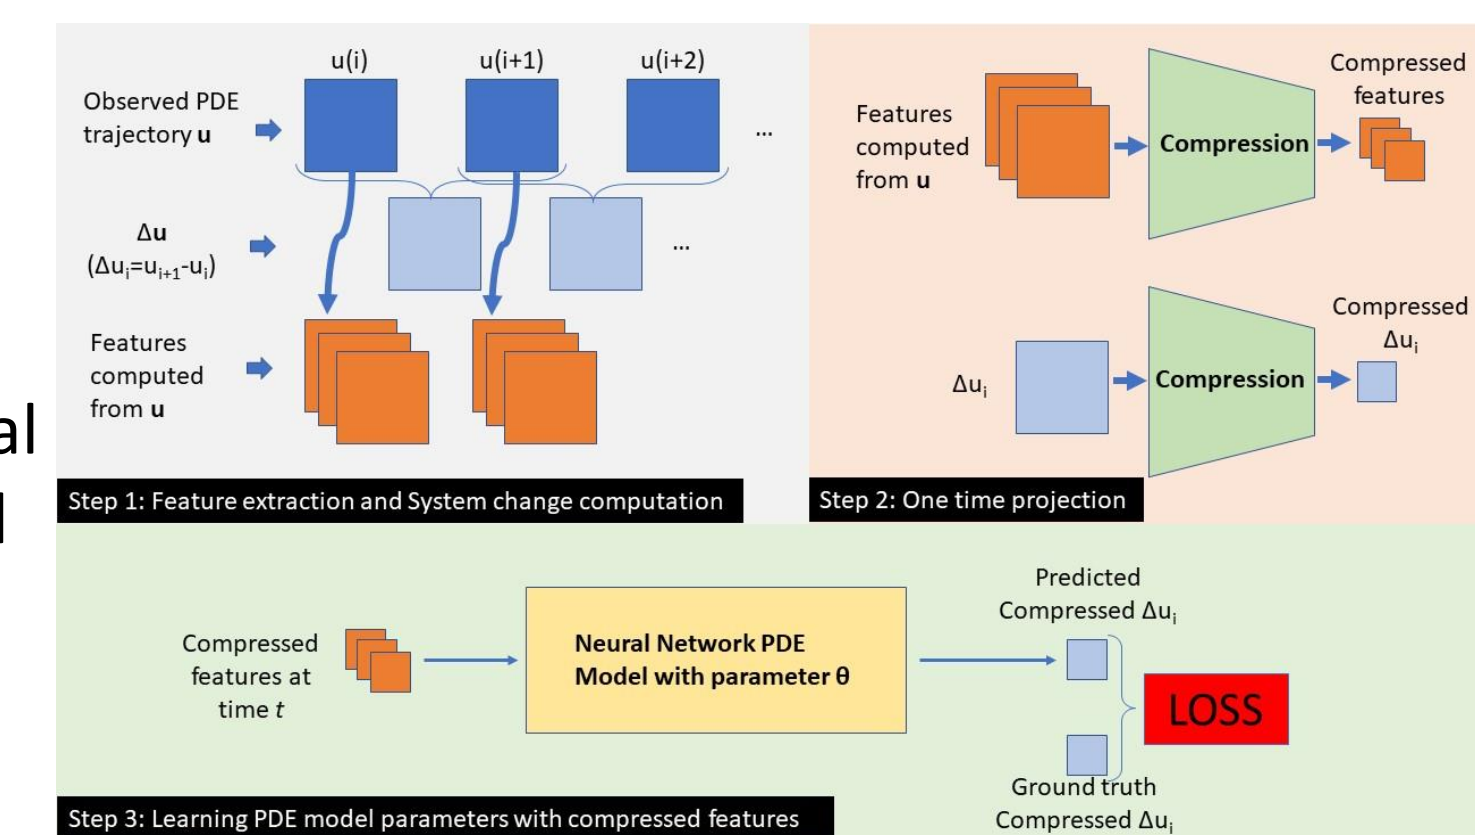 u(i)
u(i+1)
u(i+2)
Observed PDE
trajectory u
...
Δu
(Δui=ui+1-ui)
...
Features
computed
from u
Step 1: Feature extraction and System change computation
Features
computed
from u
Compression
Compressed
features
Δui
Compression
Compressed
Δui
Step 2: One time projection
al
Compressed
features at
time t
Neural Network PDE
Model with parameter θ
Predicted
Compressed Δui
LOSS
Ground truth
Compressed Δui
Step 3: Learning PDE model parameters with compressed features